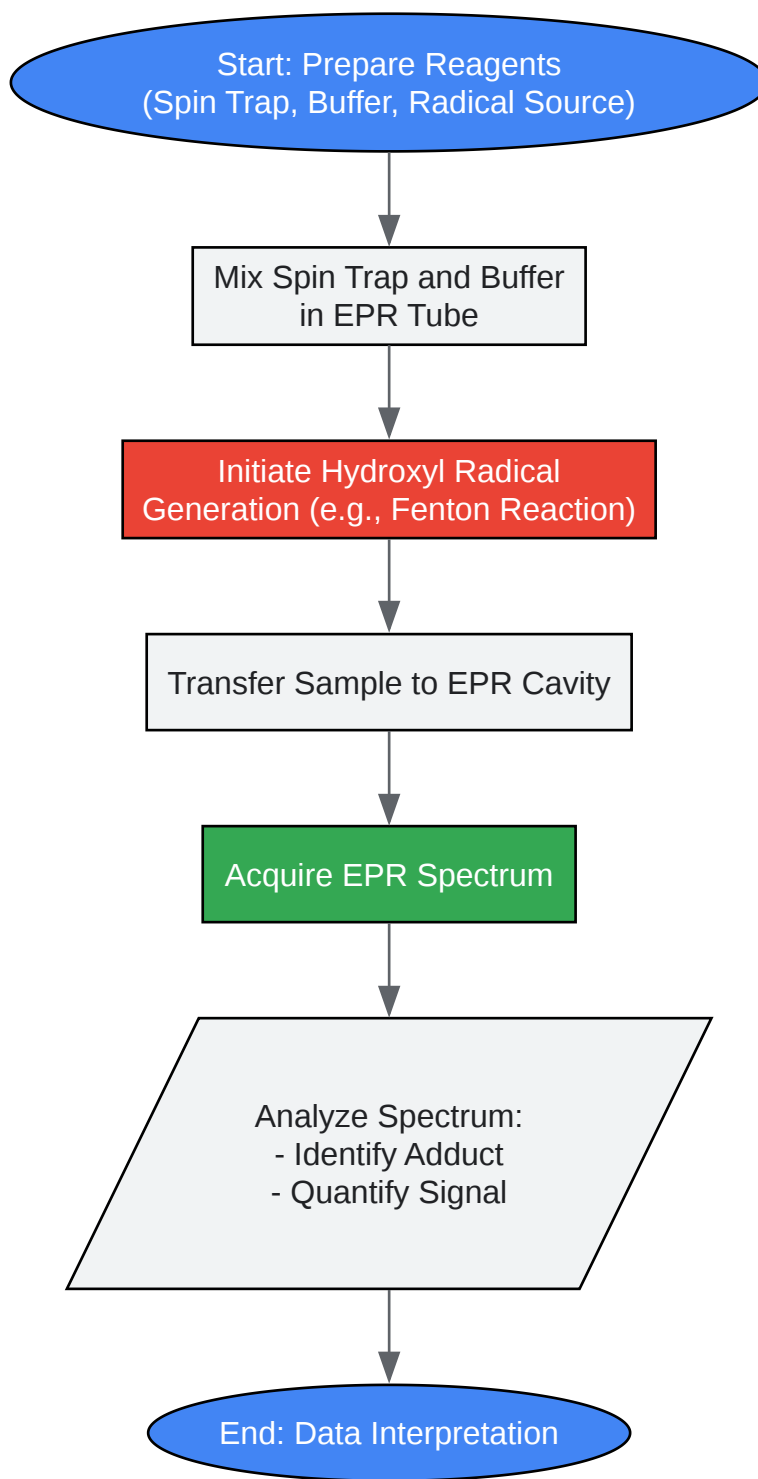 Start: Prepare Reagents
(Spin Trap, Buffer, Radical Source)
Mix Spin Trap and Buffer
in EPR Tube
Initiate Hydroxyl Radical
Generation (e.g., Fenton Reaction)
Transfer Sample to EPR Cavity
Acquire EPR Spectrum
Analyze Spectrum:
- Identify Adduct
- Quantify Signal
End: Data Interpretation